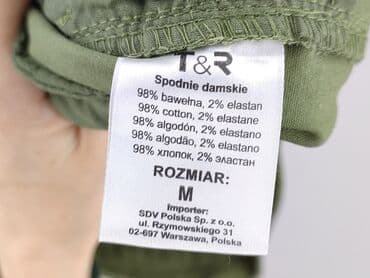 T&R
Spodnie damskie
98% bawełna, 2% elastan
98% cotton, 2% elastane
98% algodón, 2% elastano
98% algodão, 2% elastano
98% хлопок, 2% эластан
ROZMIAR:
M
Importer:
SDV Polska Sp. z o.o.
ul. Rzymowskiego 31
02-697 Warszawa, Polska